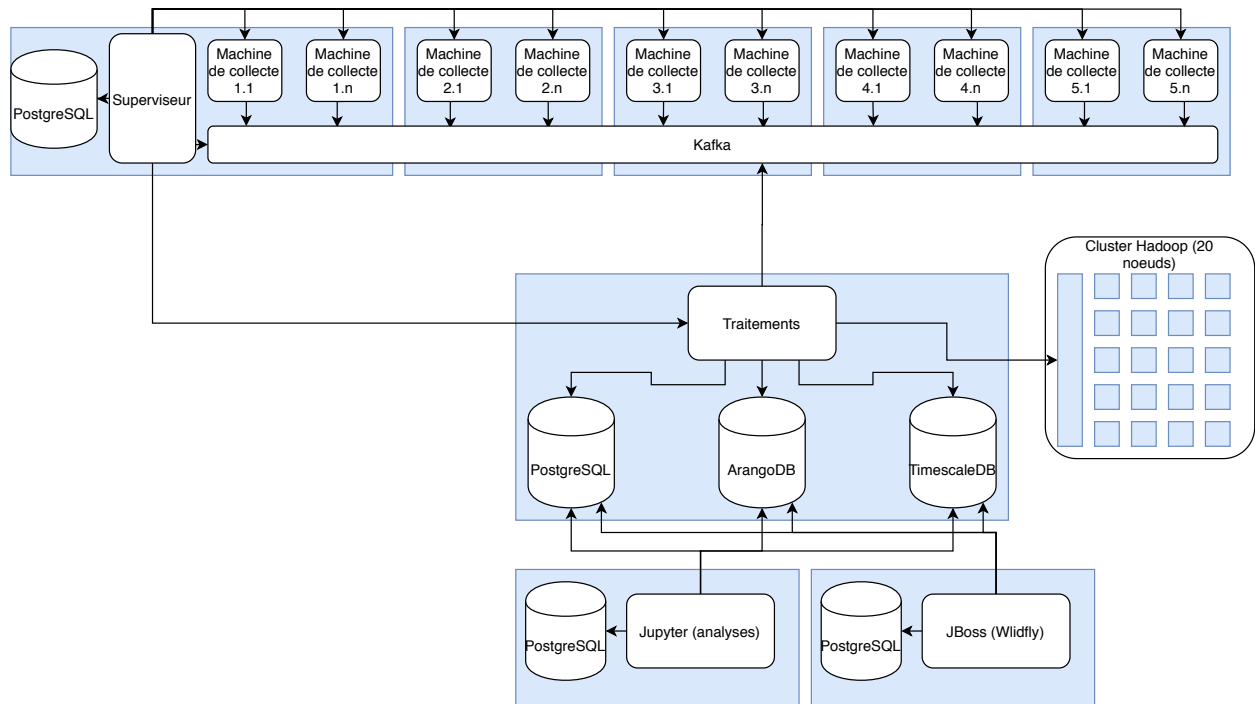 PostgreSQL
Superviseur
Machine
de collecte
1.1
Machine
de collecte
1.n
Machine
de collecte
2.1
Machine
de collecte
2.n
Machine
de collecte
3.1
Machine
de collecte
3.n
Machine
de collecte
4.1
Machine
de collecte
4.n
Machine
de collecte
5.1
Machine
de collecte
5.n
Kafka
Cluster Hadoop (20
noeuds)
Traitements
PostgreSQL
ArangoDB
TimescaleDB
PostgreSQL
Jupyter (analyses)
PostgreSQL
JBoss (Wlidfly)